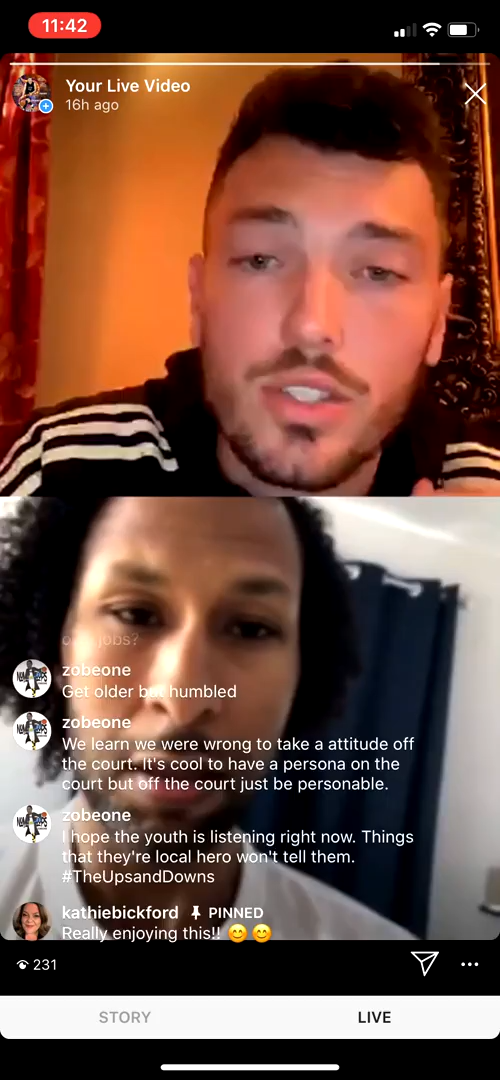 11:42
Your Live Video
16h ago
jobs?
zobeone
Get older but humbled
zobeone
We learn we were wrong to take a attitude off
the court. It's cool to have a persona on the
court but off the court just be personable.
zobeone
I hope the youth is listening right now. Things
that they're local hero won't tell them.
#TheUpsandDowns
kathiebickford PINNED
Really enjoying this!! 😊 😊
231
STORY
LIVE